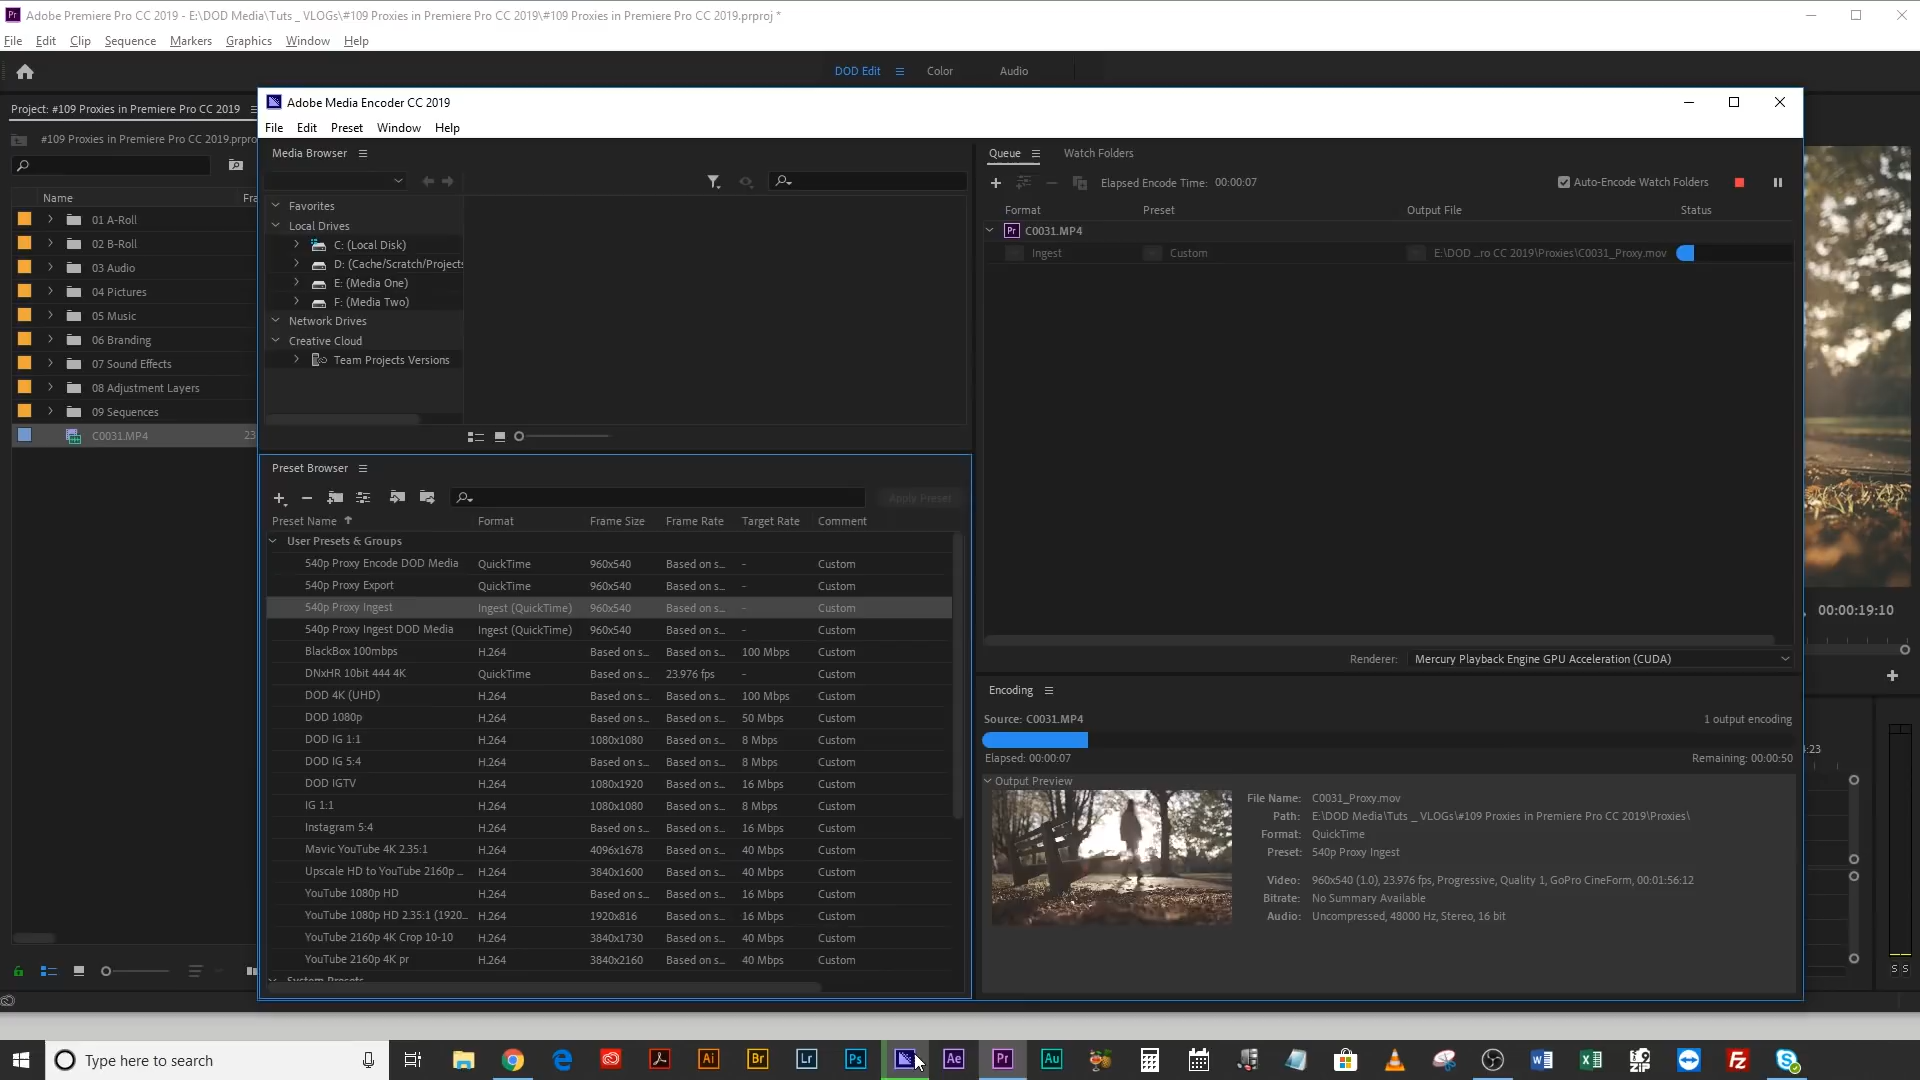 Adobe Premiere Pro CC 2019 - E:\DOD Media\Tuts _ VLOGs\#109 Proxies in Premiere Pro CC 2019\#109 Proxies in Premiere Pro CC 2019.prproj *
File Edit Clip Sequence Markers Graphics Window Help
DOD Edit Color Audio
Project: #109 Proxies in Premiere Pro CC 2019
#109 Proxies in Premiere Pro CC 2019.prpro
Name Fra
01 A-Roll
02 B-Roll
03 Audio
04 Pictures
05 Music
06 Branding
07 Sound Effects
08 Adjustment Layers
09 Sequences
C0031.MP4 23
Adobe Media Encoder CC 2019
File Edit Preset Window Help
Media Browser
Favorites
Local Drives
C: (Local Disk)
D: (Cache/Scratch/Projects
E: (Media One)
F: (Media Two)
Network Drives
Creative Cloud
Team Projects Versions
Preset Browser
Apply Preset
Preset Name Format Frame Size Frame Rate Target Rate Comment
User Presets & Groups
540p Proxy Encode DOD Media QuickTime 960x540 Based on s... - Custom
540p Proxy Export QuickTime 960x540 Based on s... - Custom
540p Proxy Ingest Ingest (QuickTime) 960x540 Based on s... - Custom
540p Proxy Ingest DOD Media Ingest (QuickTime) 960x540 Based on s... - Custom
BlackBox 100mbps H.264 Based on s... Based on s... 100 Mbps Custom
DNxHR 10bit 444 4K QuickTime Based on s... 23.976 fps - Custom
DOD 4K (UHD) H.264 Based on s... Based on s... 100 Mbps Custom
DOD 1080p H.264 Based on s... Based on s... 50 Mbps Custom
DOD IG 1:1 H.264 1080x1080 Based on s... 8 Mbps Custom
DOD IG 5:4 H.264 Based on s... Based on s... 8 Mbps Custom
DOD IGTV H.264 1080x1920 Based on s... 16 Mbps Custom
IG 1:1 H.264 1080x1080 Based on s... 8 Mbps Custom
Instagram 5:4 H.264 Based on s... Based on s... 16 Mbps Custom
Mavic YouTube 4K 2.35:1 H.264 4096x1678 Based on s... 40 Mbps Custom
Upscale HD to YouTube 2160p ... H.264 3840x1600 Based on s... 40 Mbps Custom
YouTube 1080p HD H.264 Based on s... Based on s... 16 Mbps Custom
YouTube 1080p HD 2.35:1 (1920... H.264 1920x816 Based on s... 16 Mbps Custom
YouTube 2160p 4K Crop 10-10 H.264 3840x1730 Based on s... 40 Mbps Custom
YouTube 2160p 4K pr H.264 3840x2160 Based on s... 40 Mbps Custom
System Presets
Queue Watch Folders
Elapsed Encode Time: 00:00:07 Auto-Encode Watch Folders
Format Preset Output File Status
Pr C0031.MP4
Ingest Custom E:\DOD ...ro CC 2019\Proxies\C0031_Proxy.mov
Renderer: Mercury Playback Engine GPU Acceleration (CUDA)
Encoding
Source: C0031.MP4 1 output encoding
Elapsed: 00:00:07 Remaining: 00:00:50
Output Preview
File Name: C0031_Proxy.mov
Path: E:\DOD Media\Tuts _ VLOGs\#109 Proxies in Premiere Pro CC 2019\Proxies\
Format: QuickTime
Preset: 540p Proxy Ingest
Video: 960x540 (1.0), 23.976 fps, Progressive, Quality 1, GoPro CineForm, 00:01:56:12
Bitrate: No Summary Available
Audio: Uncompressed, 48000 Hz, Stereo, 16 bit
00:00:19:10
:4:23
S S
Type here to search
Ai Br Lr Ps Ae Pr Au